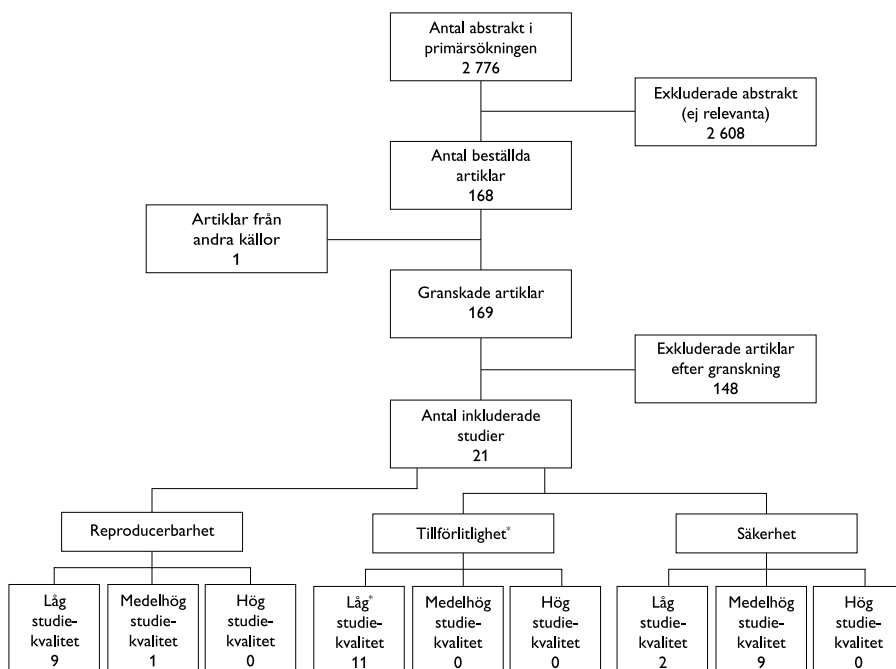 Antal abstrakt i
primärsökningen
2 776
Exkluderade abstrakt
(ej relevanta)
2 608
Antal beställda
artiklar
168
Artiklar från
andra källor
1
Granskade artiklar
169
Exkluderade artiklar
efter granskning
148
Antal inkluderade
studier
21
Reproducerbarhet
Tillförlitlighet*
Säkerhet
Låg
studie-
kvalitet
9
Medelhög
studie-
kvalitet
1
Hög
studie-
kvalitet
0
Låg*
studie-
kvalitet
11
Medelhög
studie-
kvalitet
0
Hög
studie-
kvalitet
0
Låg
studie-
kvalitet
2
Medelhög
studie-
kvalitet
9
Hög
studie-
kvalitet
0